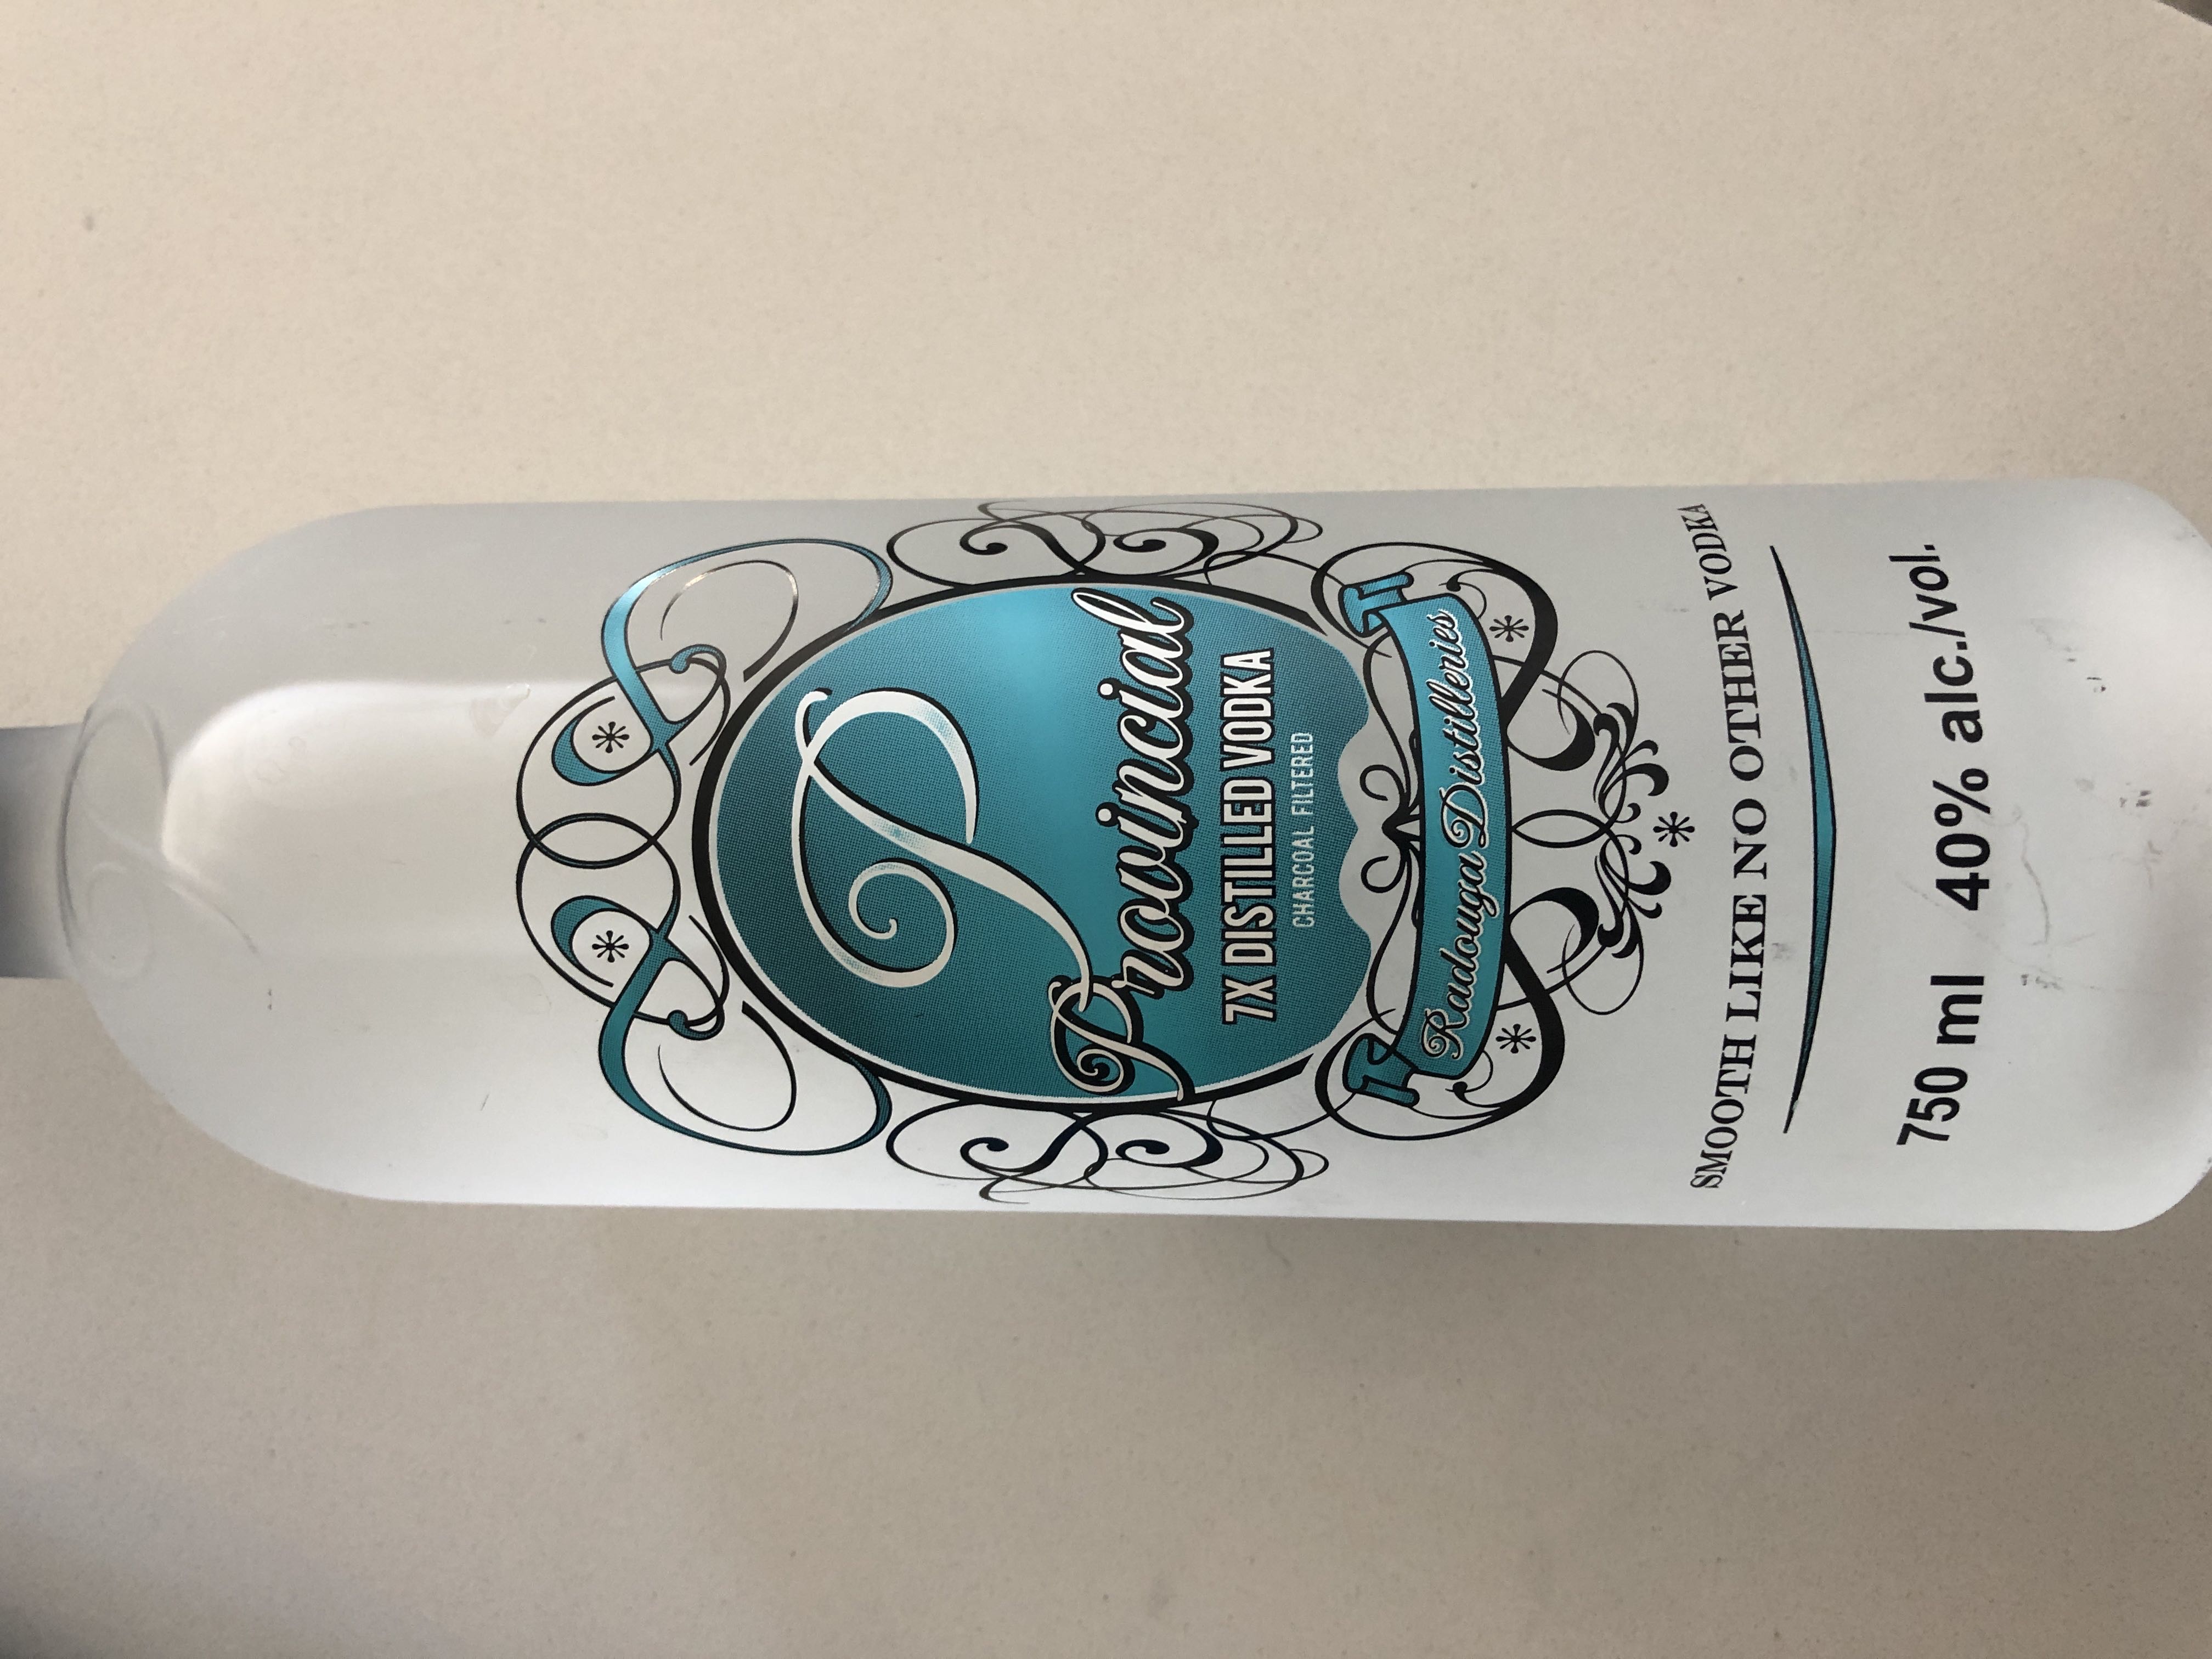 P
Provincial
7X DISTILLED VODKA
CHARCOAL FILTERED
Radouga Distilleries
SMOOTH LIKE NO OTHER VODKA
750 ml 40% alc./vol.